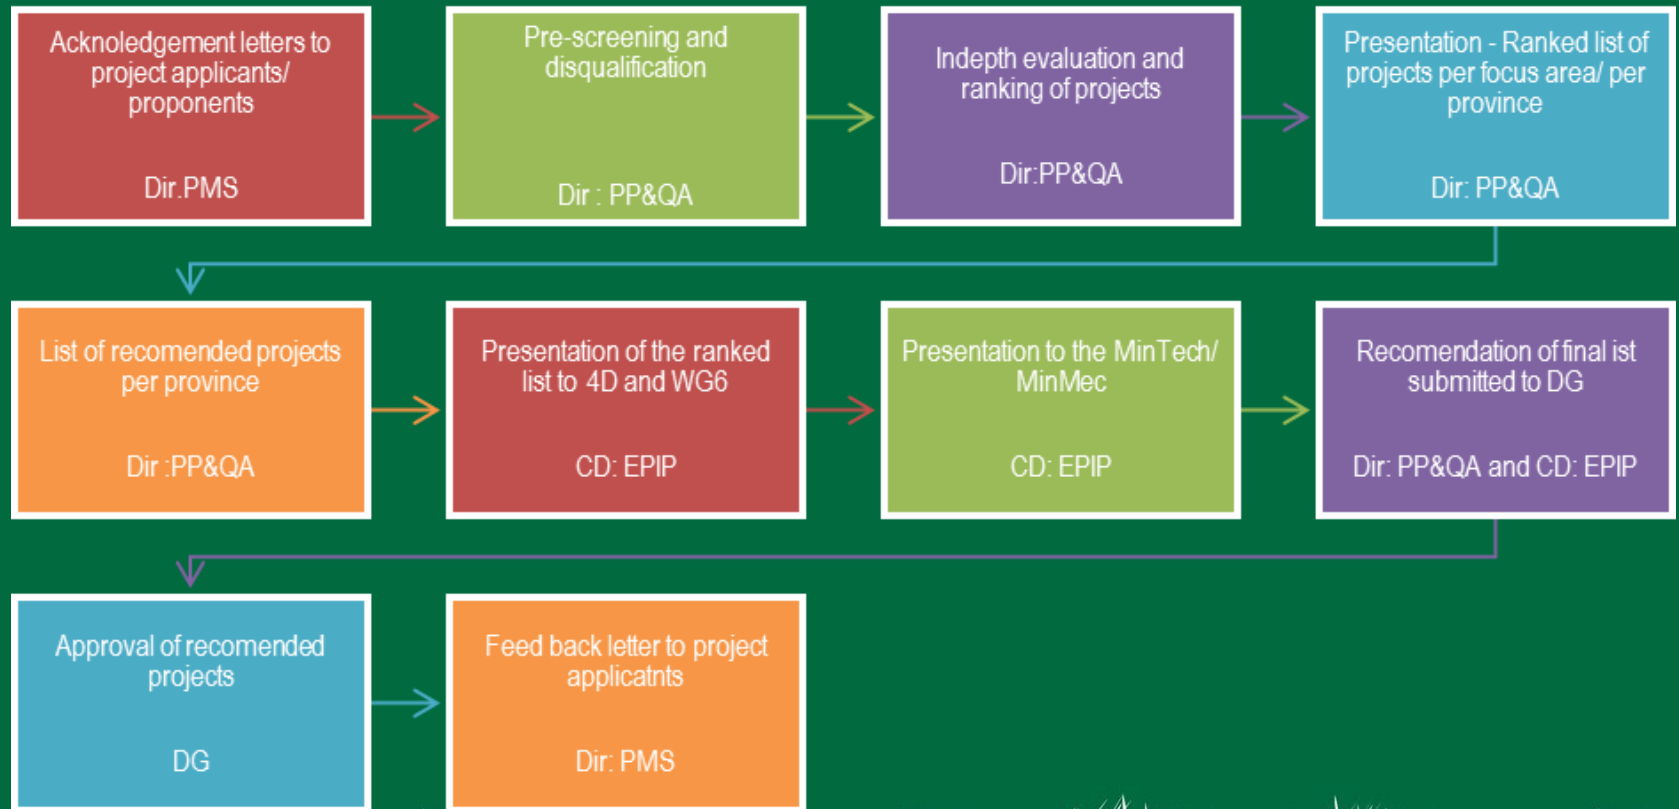 Acknoledgement letters to
project applicants/
proponents
Dir.PMS
Pre-screening and
disqualification
Dir : PP&QA
Indepth evaluation and
ranking of projects
Dir:PP&QA
Presentation - Ranked list of
projects per focus area/ per
province
Dir: PP&QA
List of recomended projects
per province
Dir :PP&QA
Presentation of the ranked
list to 4D and WG6
CD: EPIP
Presentation to the MinTech/
MinMec
CD: EPIP
Recomendation of final ist
submitted to DG
Dir: PP&QA and CD: EPIP
Approval of recomended
projects
DG
Feed back letter to project
applicatnts
Dir: PMS